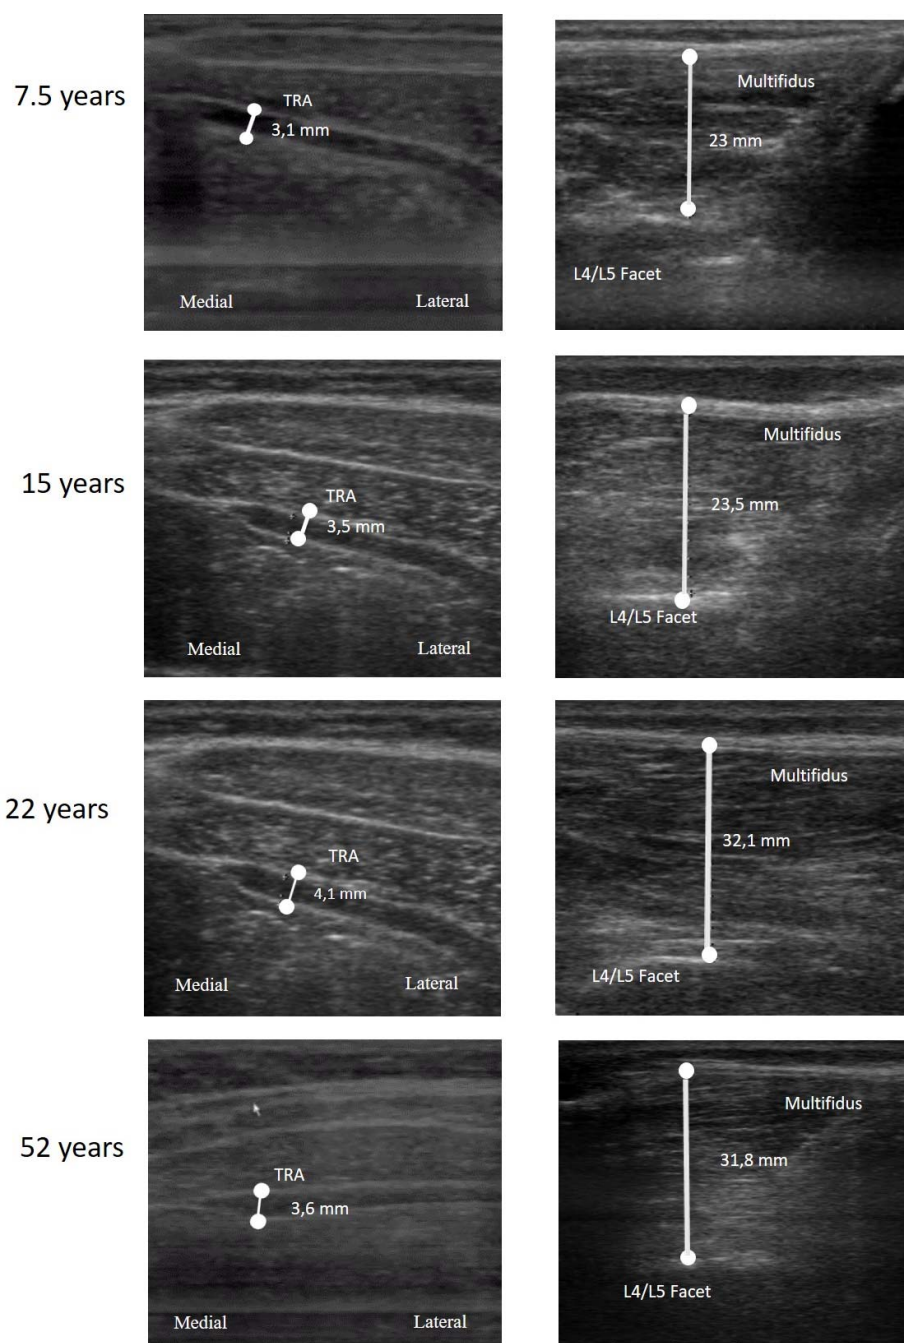 7.5 years
TRA
3,1 mm
Medial
Lateral
Multifidus
23 mm
L4/L5 Facet
15 years
TRA
3,5 mm
Medial
Lateral
Multifidus
23,5 mm
L4/L5 Facet
22 years
TRA
4,1 mm
Medial
Lateral
Multifidus
32,1 mm
L4/L5 Facet
52 years
TRA
3,6 mm
Medial
Lateral
Multifidus
31,8 mm
L4/L5 Facet